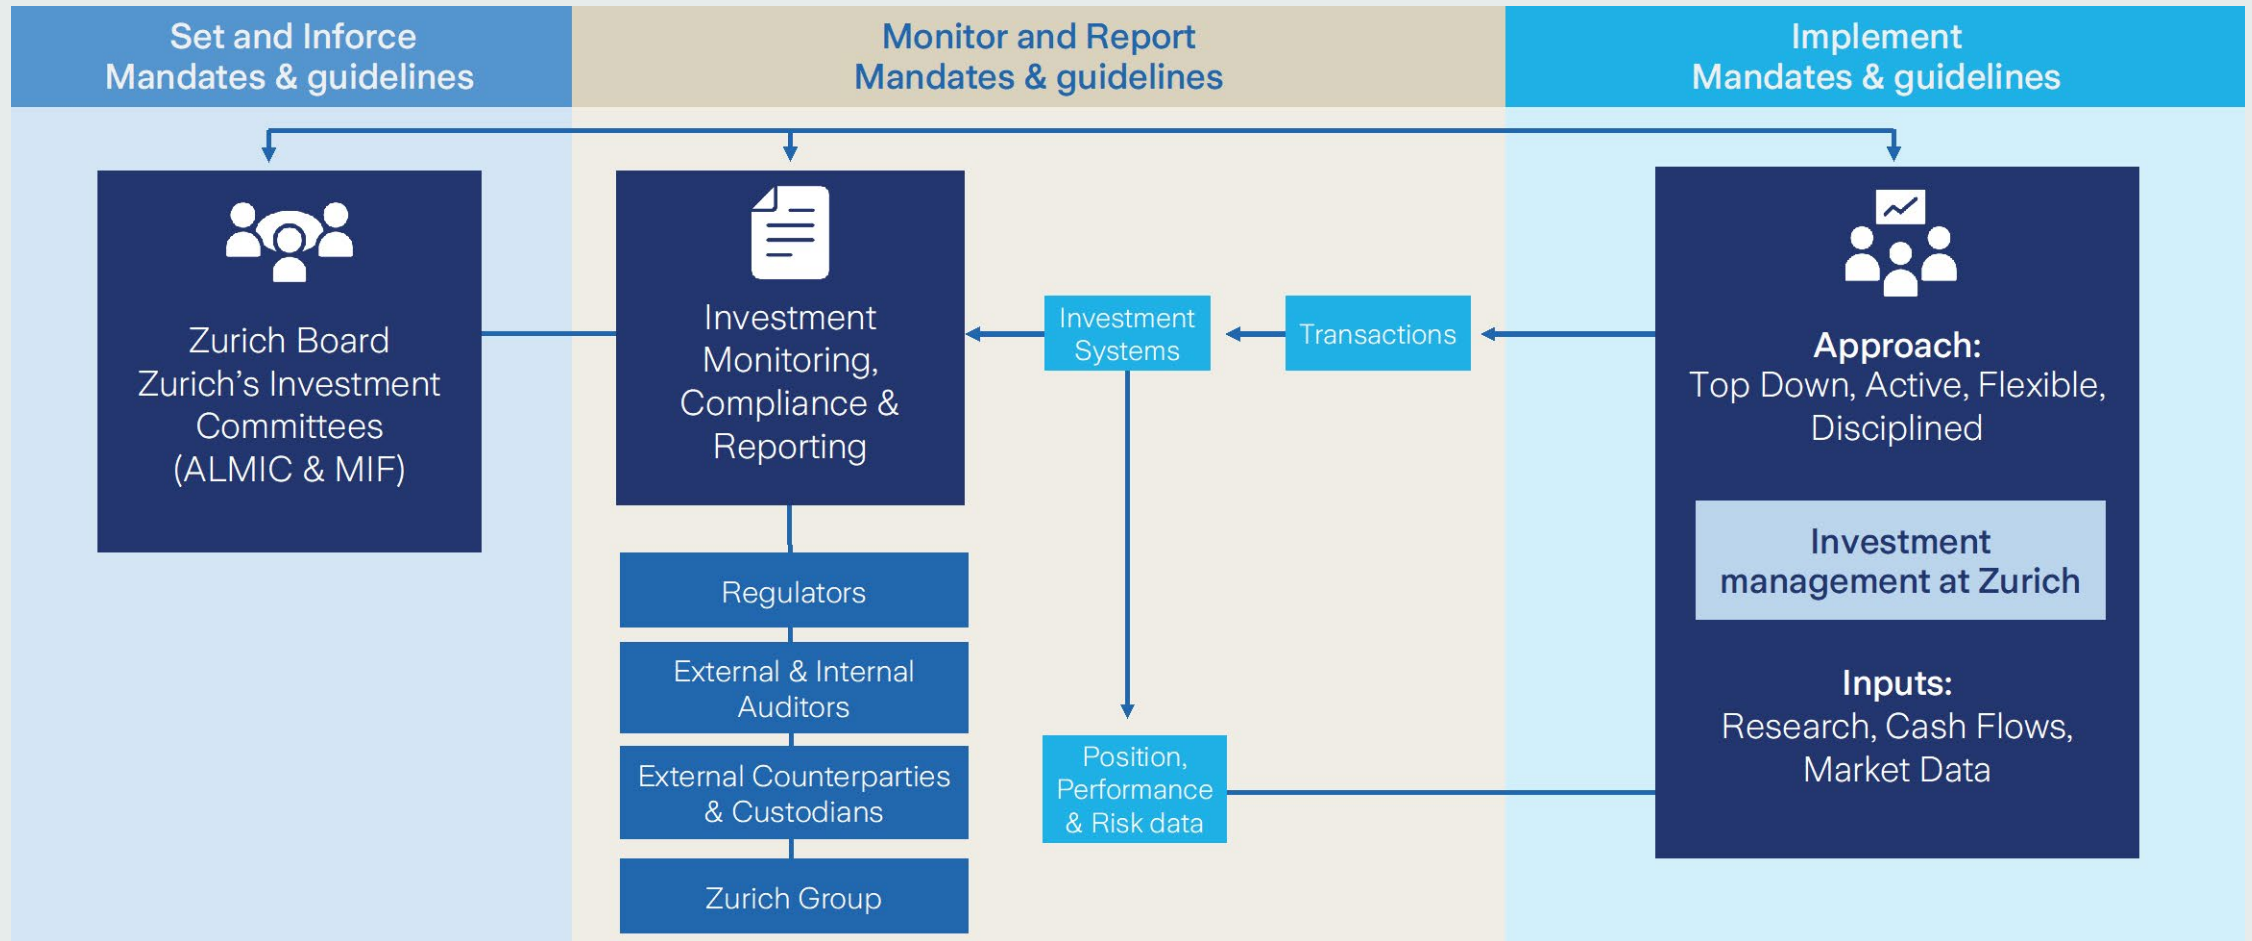 Set and Inforce
Mandates & guidelines
Monitor and Report
Mandates & guidelines
Implement
Mandates & guidelines
Zurich Board
Zurich's Investment
Committees
(ALMIC & MIF)
Investment
Monitoring,
Compliance &
Reporting
Regulators
External & Internal
Auditors
External Counterparties
& Custodians
Zurich Group
Investment
Systems
Transactions
Position,
Performance
& Risk data
Approach:
Top Down, Active, Flexible,
Disciplined
Investment
management at Zurich
Inputs:
Research, Cash Flows,
Market Data